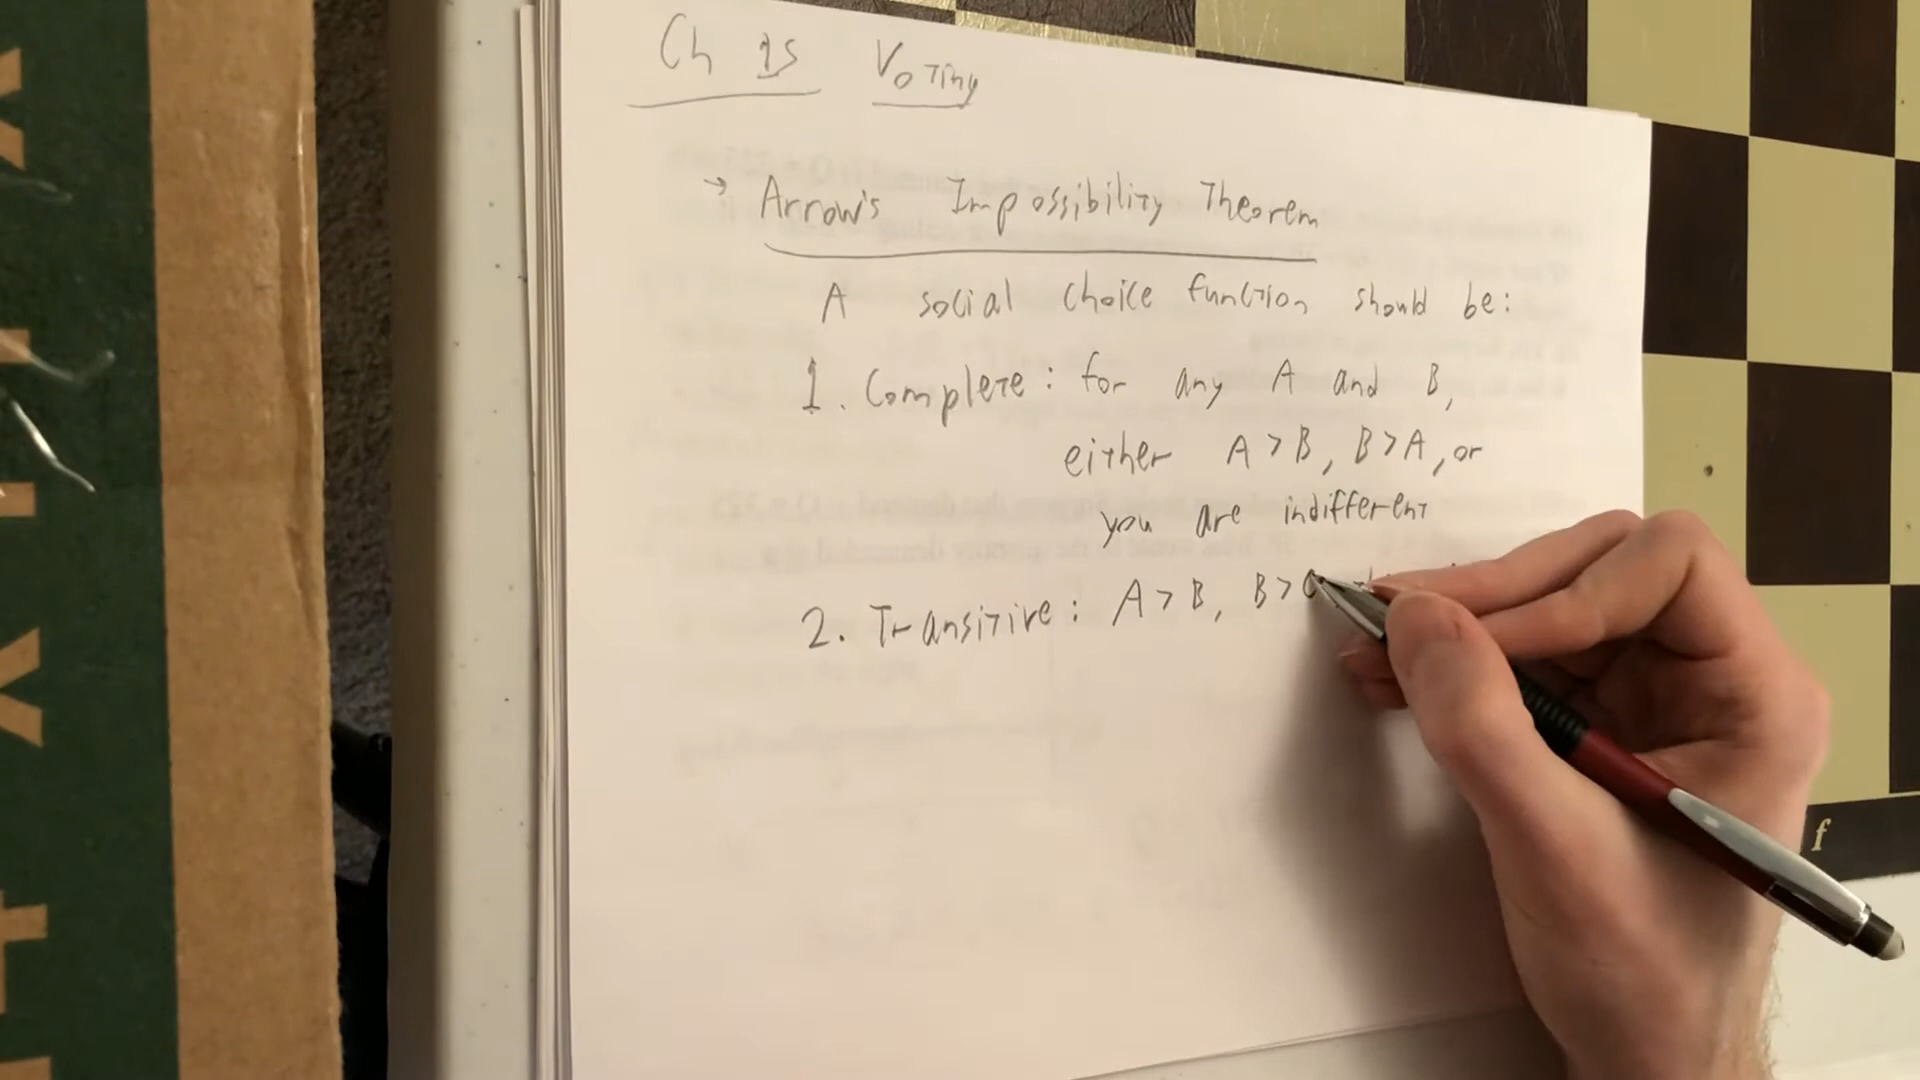 Ch 15 Voting
→ Arrow's Impossibility Theorem
A social choice function should be:
1. Complete: for any A and B,
either A > B, B > A, or
you are indifferent
2. Transitive: A > B, B >
f